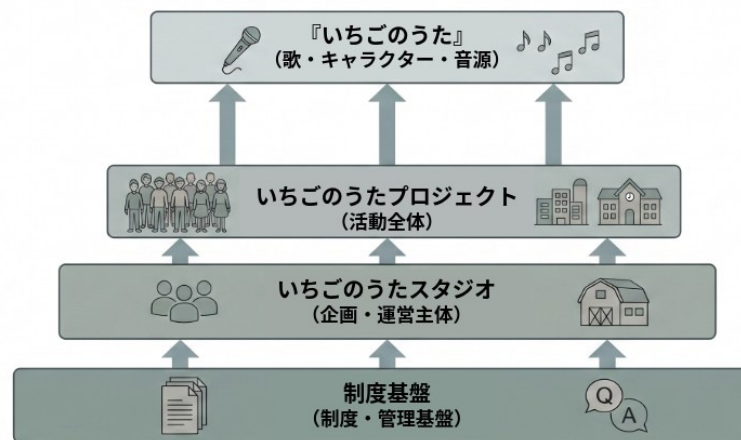 『いちごのうた』
(歌・キャラクター・音源)
いちごのうたプロジェクト
(活動全体)
いちごのうたスタジオ
(企画・運営主体)
制度基盤
(制度・管理基盤)
Q
A